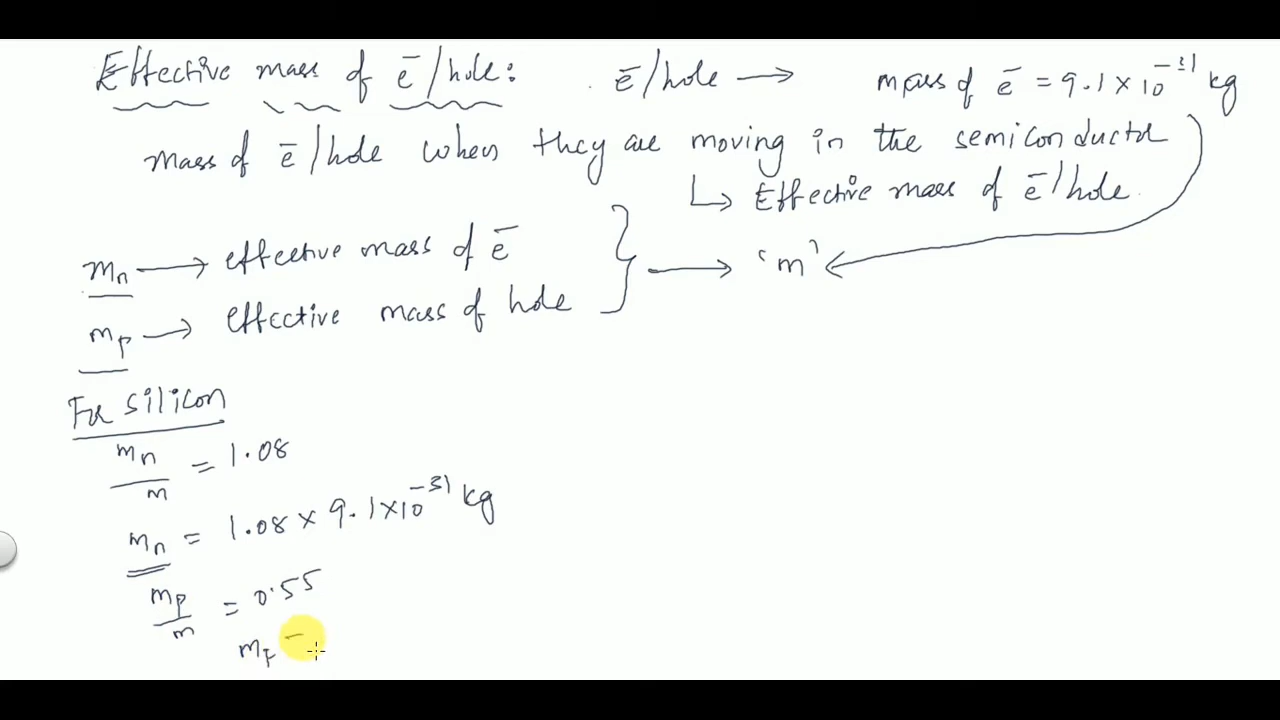 Effective mass of ē/hole: ē/hole → mass of ē = 9.1 × 10⁻³¹ kg
mass of ē/hole when they are moving in the semiconductor
↳ Effective mass of ē/hole.
mₙ → effective mass of ē
'm'
mₚ → effective mass of hole
For silicon
mₙ/m = 1.08
mₙ = 1.08 × 9.1 × 10⁻³¹ kg
mₚ/m = 0.55
mₚ =